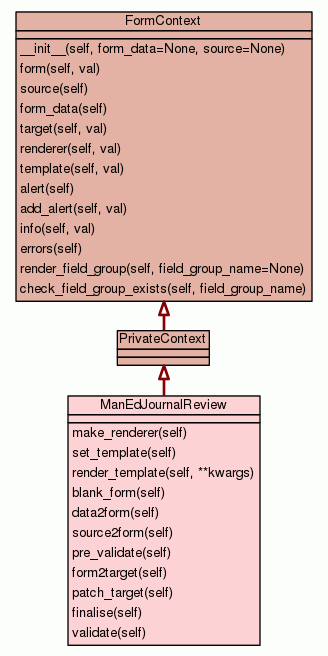 FormContext
__init__(self, form_data=None, source=None)
form(self, val)
source(self)
form_data(self)
target(self, val)
renderer(self, val)
template(self, val)
alert(self)
add_alert(self, val)
info(self, val)
errors(self)
render_field_group(self, field_group_name=None)
check_field_group_exists(self, field_group_name)
PrivateContext
ManEdJournalReview
make_renderer(self)
set_template(self)
render_template(self, **kwargs)
blank_form(self)
data2form(self)
source2form(self)
pre_validate(self)
form2target(self)
patch_target(self)
finalise(self)
validate(self)